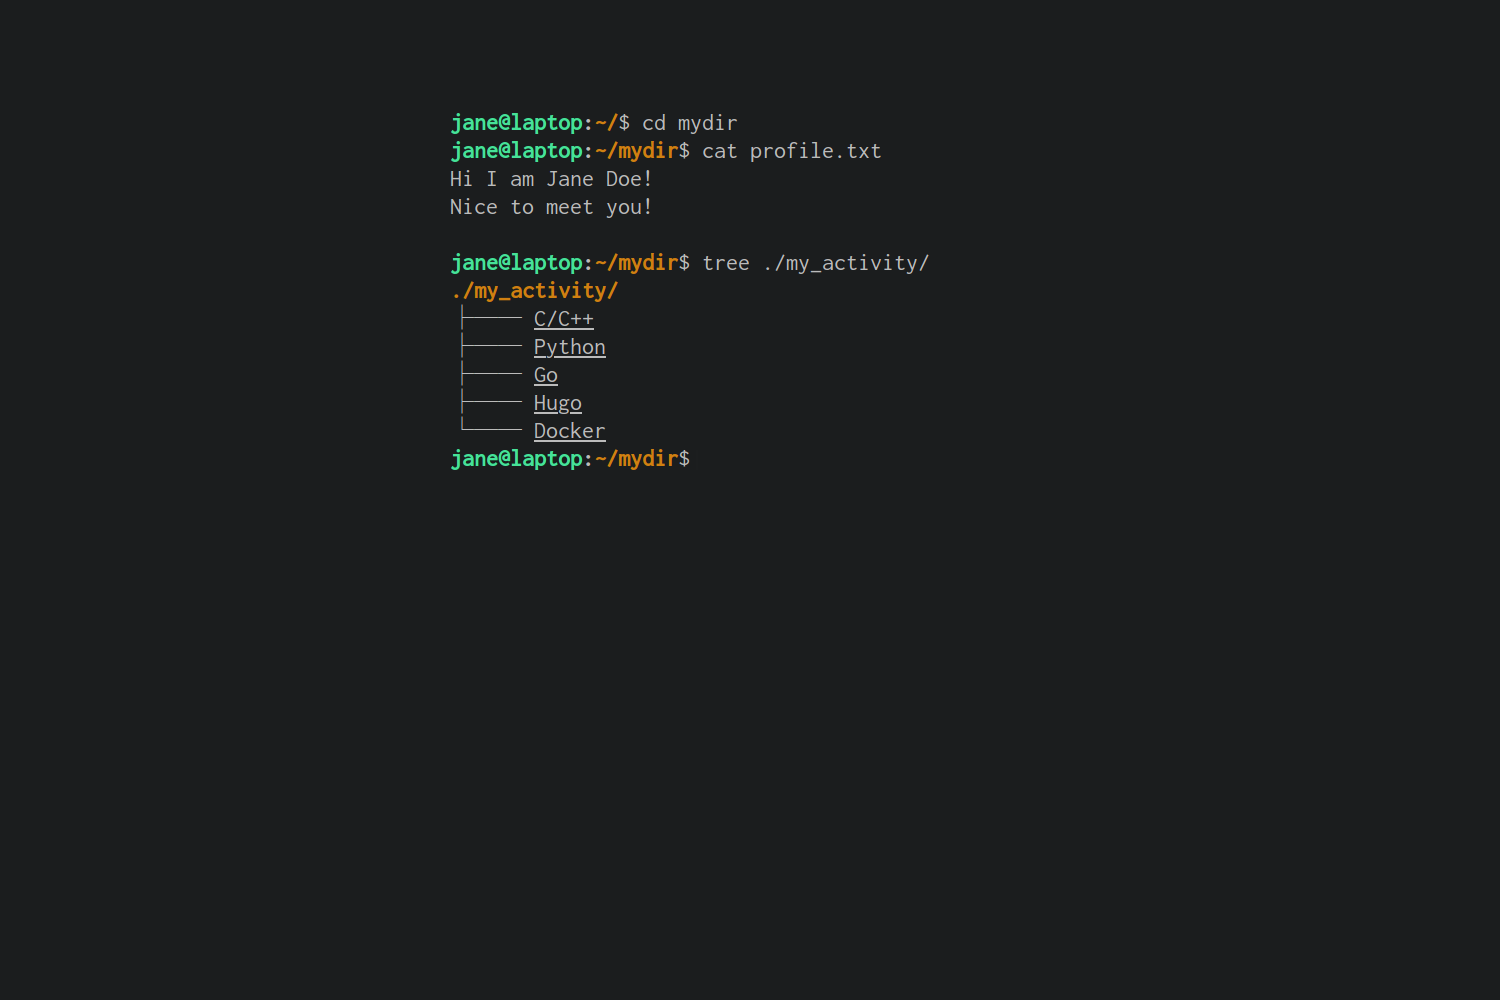 jane@laptop:~/$ cd mydir
jane@laptop:~/mydir$ cat profile.txt
Hi I am Jane Doe!
Nice to meet you!
jane@laptop:~/mydir$ tree ./my_activity/
./my_activity/
├──── C/C++
├──── Python
├──── Go
├──── Hugo
└──── Docker
jane@laptop:~/mydir$